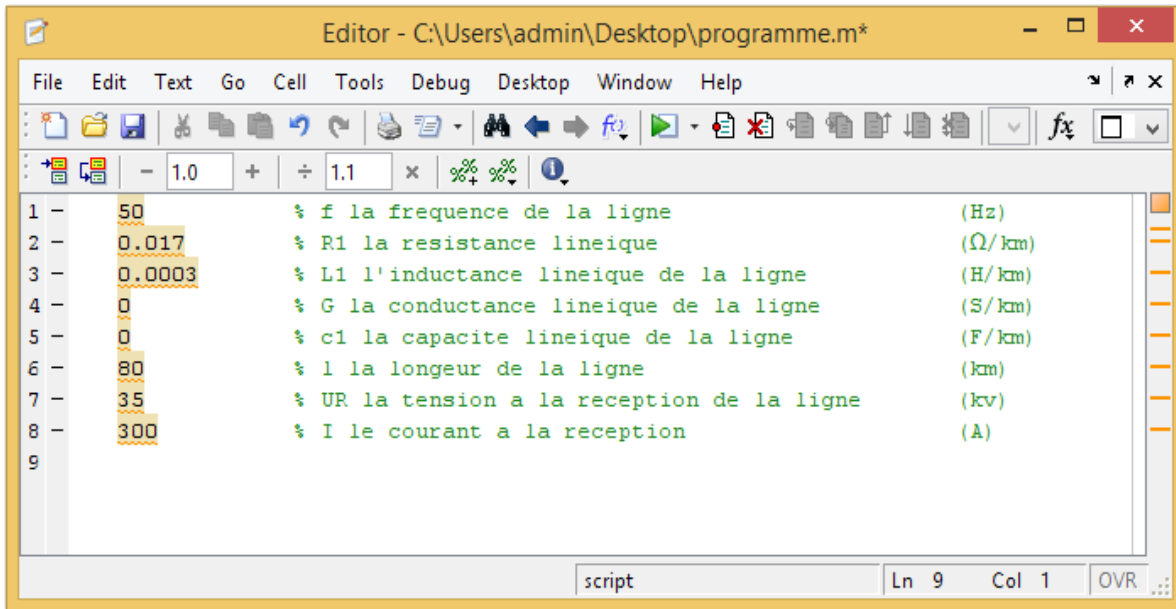 Editor - C:\Users\admin\Desktop\programme.m*
File Edit Text Go Cell Tools Debug Desktop Window Help
- 1.0 + ÷ 1.1 ×
1 - 50 % f la frequence de la ligne (Hz)
2 - 0.017 % R1 la resistance lineique (Ω/km)
3 - 0.0003 % L1 l'inductance lineique de la ligne (H/km)
4 - 0 % G la conductance lineique de la ligne (S/km)
5 - 0 % c1 la capacite lineique de la ligne (F/km)
6 - 80 % l la longeur de la ligne (km)
7 - 35 % UR la tension a la reception de la ligne (kv)
8 - 300 % I le courant a la reception (A)
9
script Ln 9 Col 1 OVR